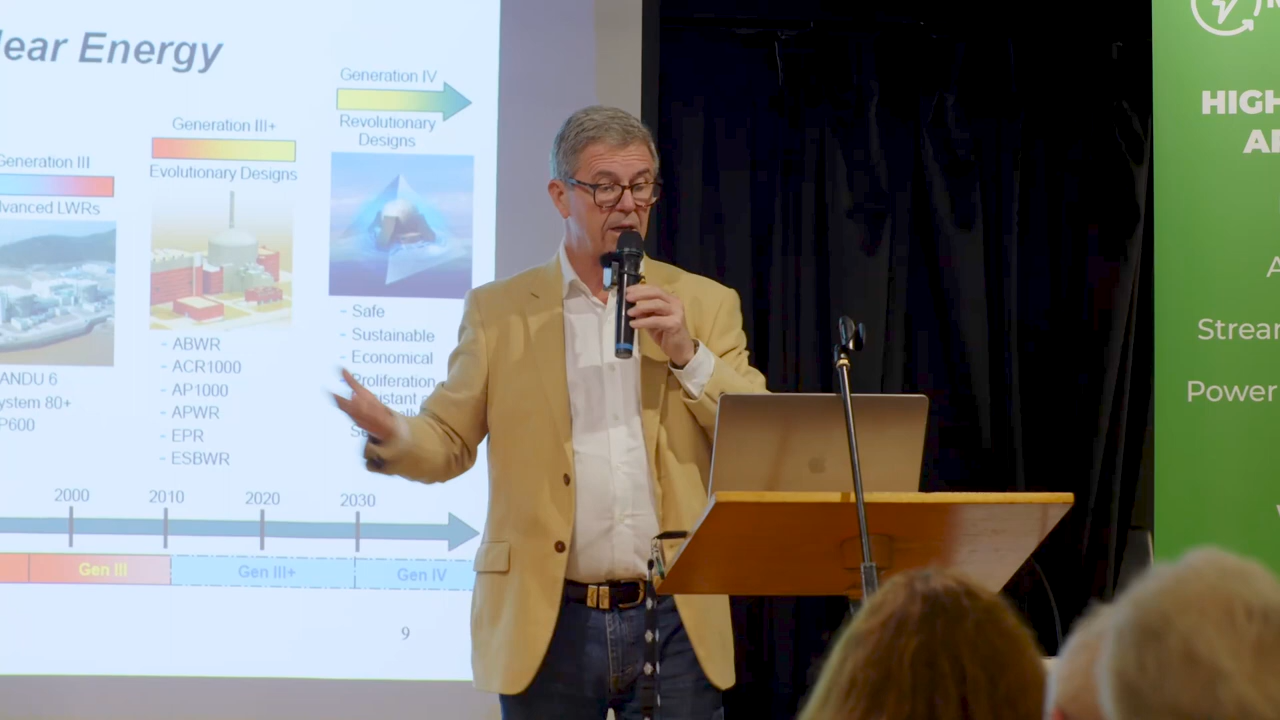 lear Energy
Generation IV
Revolutionary
Designs
Generation III+
Evolutionary Designs
Generation III
vanced LWRs
- Safe
- Sustainable
- Economical
Proliferation
istant a
- ABWR
- ACR1000
- AP1000
- APWR
- EPR
- ESBWR
ANDU 6
ystem 80+
P600
2000 2010 2020 2030
Gen III Gen III+ Gen IV
9
HIGH
A
Strear
Power